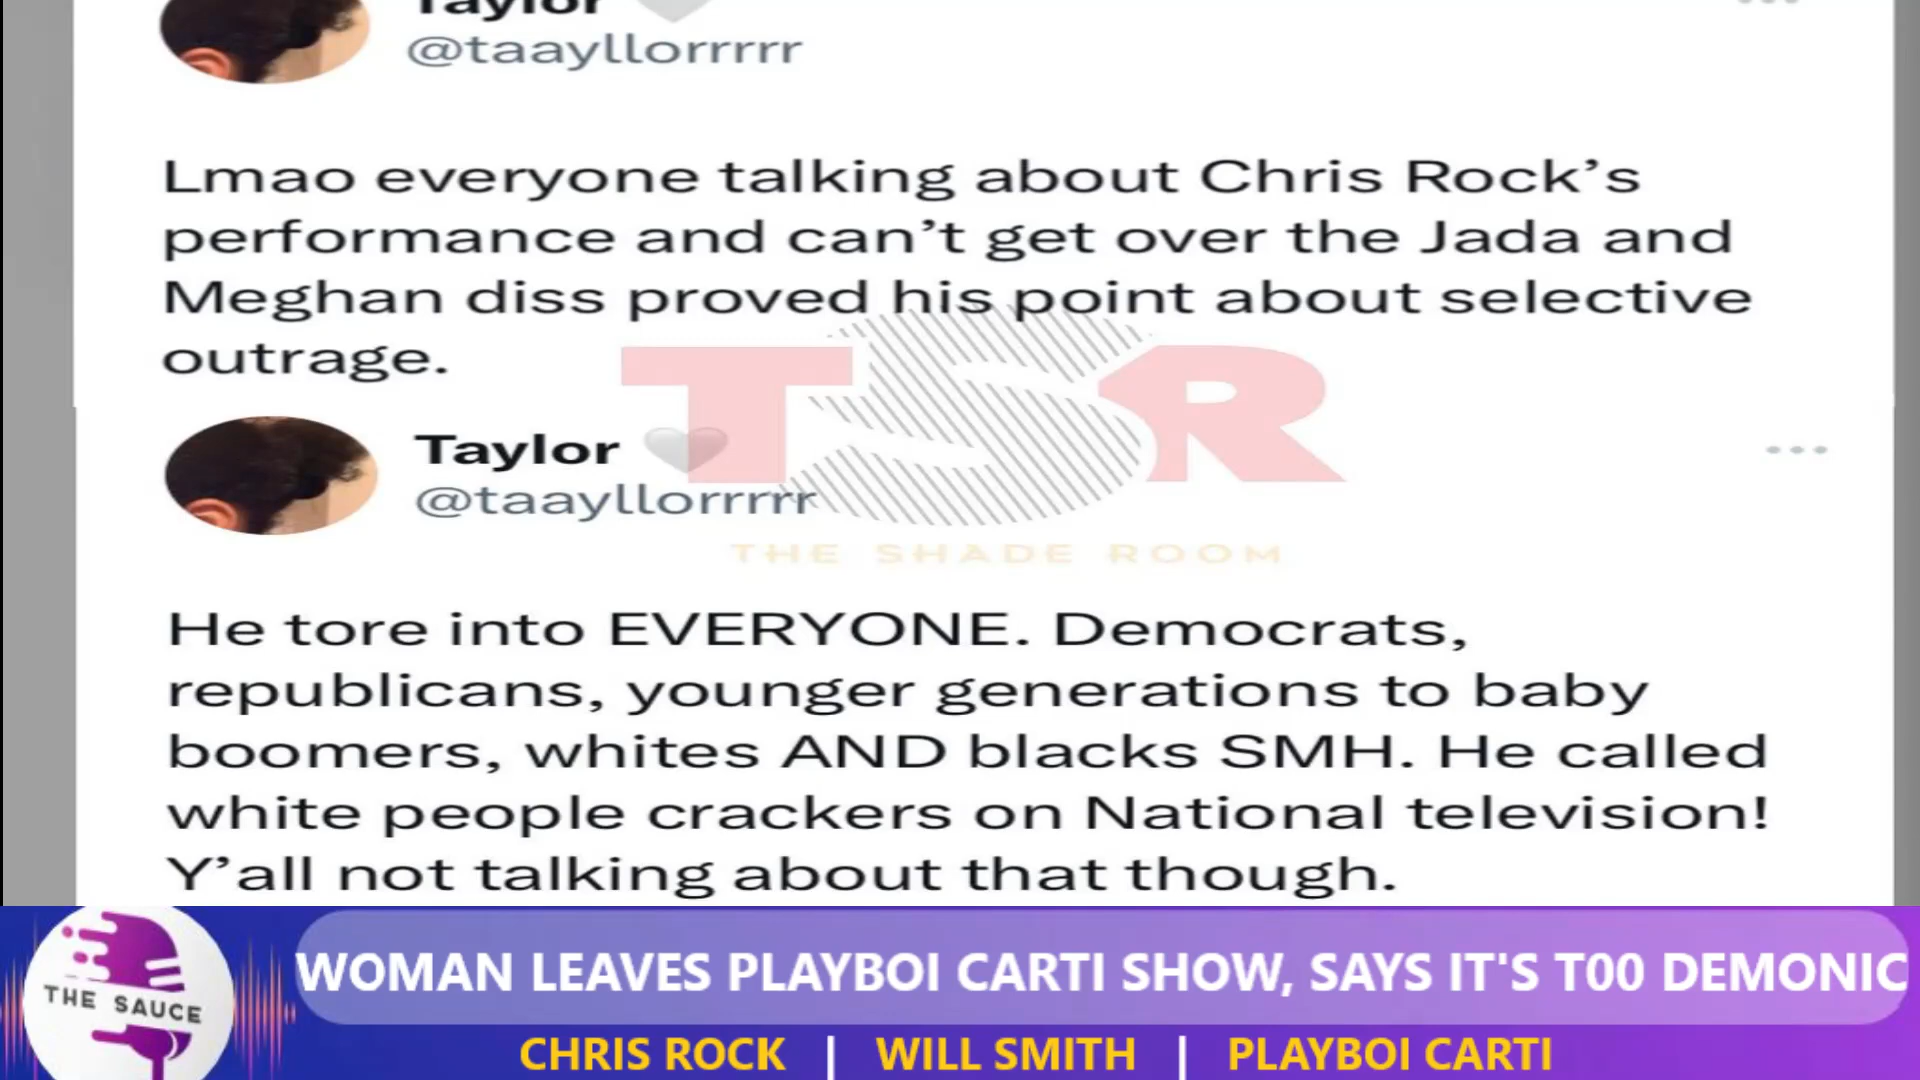 Taylor
@taayllorrrrr
Lmao everyone talking about Chris Rock’s
performance and can’t get over the Jada and
Meghan diss proved his point about selective
outrage.
TSR
Taylor
@taayllorrrrr
THE SHADE ROOM
He tore into EVERYONE. Democrats,
republicans, younger generations to baby
boomers, whites AND blacks SMH. He called
white people crackers on National television!
Y’all not talking about that though.
THE SAUCE
WOMAN LEAVES PLAYBOI CARTI SHOW, SAYS IT'S T00 DEMONIC
CHRIS ROCK | WILL SMITH | PLAYBOI CARTI